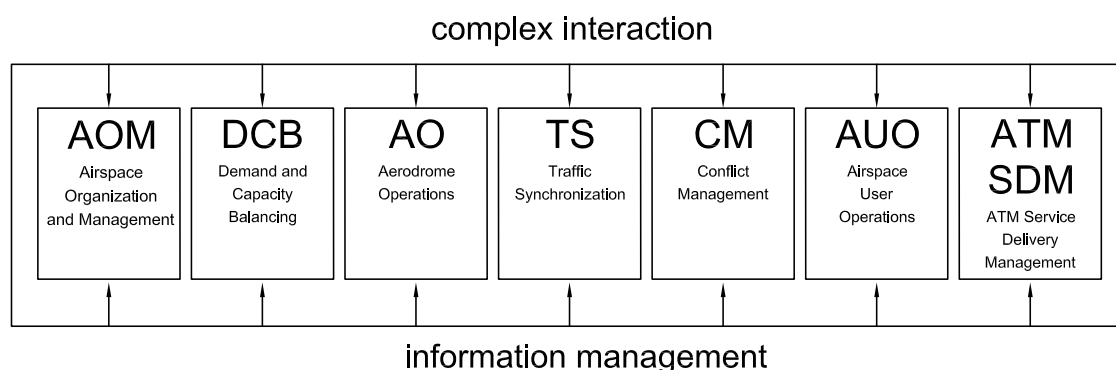 complex interaction
AOM
Airspace
Organization
and Management
DCB
Demand and
Capacity
Balancing
AO
Aerodrome
Operations
TS
Traffic
Synchronization
CM
Conflict
Management
AUO
Airspace
User
Operations
ATM
SDM
ATM Service
Delivery
Management
information management